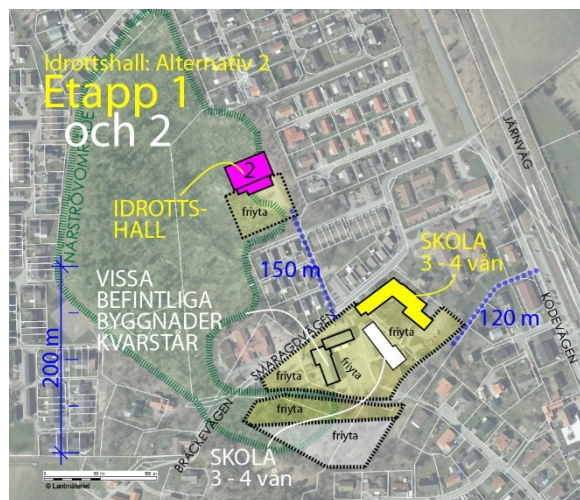 Idrottshall: Alternativ 2
Etapp 1
och 2
NÄRSTRÖVOMRÅDE
JÄRNVÄG
2
IDROTTS-
HALL
friyta
150 m
SKOLA
3 - 4 vån
VISSA
BEFINTLIGA
BYGGNADER
KVARSTÅR
200 m
SMARAGDVÄGEN
friyta
120 m
KODEVÄGEN
friyta
friyta
friyta
friyta
BRÄCKEVÄGEN
SKOLA
3 - 4 vån
© Lantmäteriet